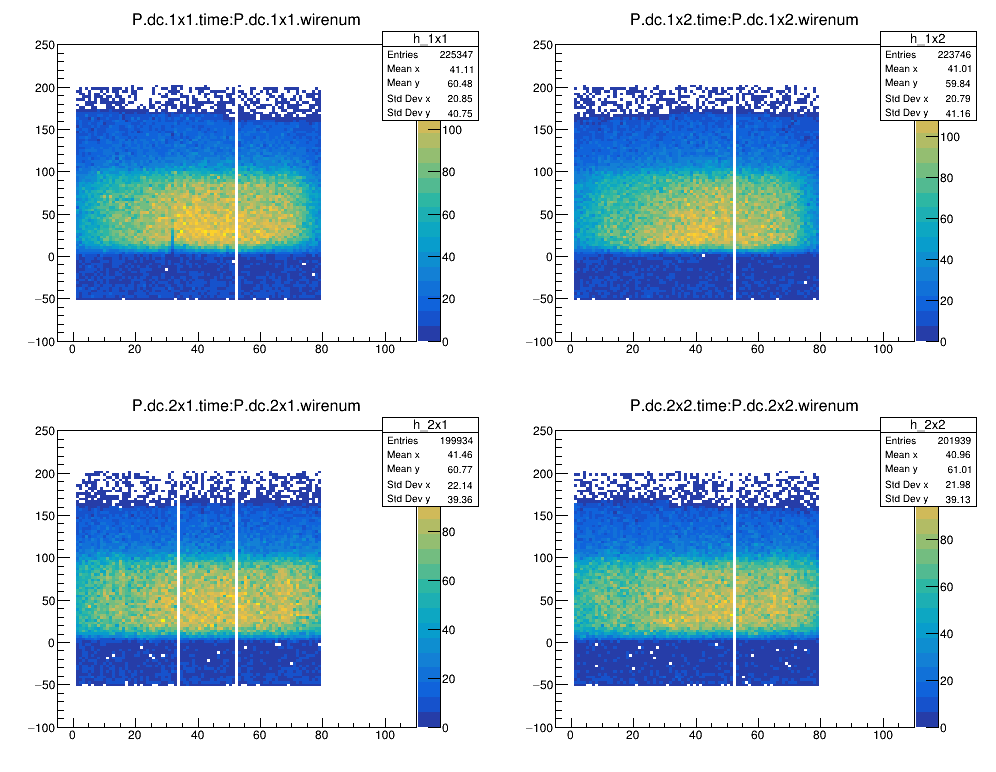 P.dc.1x1.time:P.dc.1x1.wirenum
h_1x1
Entries 225347
Mean x 41.11
Mean y 60.48
Std Dev x 20.85
Std Dev y 40.75
250
200
150
100
50
0
−50
−100
0 20 40 60 80 100
100
80
60
40
20
0
P.dc.1x2.time:P.dc.1x2.wirenum
h_1x2
Entries 223746
Mean x 41.01
Mean y 59.84
Std Dev x 20.79
Std Dev y 41.16
250
200
150
100
50
0
−50
−100
0 20 40 60 80 100
100
80
60
40
20
0
P.dc.2x1.time:P.dc.2x1.wirenum
h_2x1
Entries 199934
Mean x 41.46
Mean y 60.77
Std Dev x 22.14
Std Dev y 39.36
250
200
150
100
50
0
−50
−100
0 20 40 60 80 100
80
60
40
20
0
P.dc.2x2.time:P.dc.2x2.wirenum
h_2x2
Entries 201939
Mean x 40.96
Mean y 61.01
Std Dev x 21.98
Std Dev y 39.13
250
200
150
100
50
0
−50
−100
0 20 40 60 80 100
80
60
40
20
0